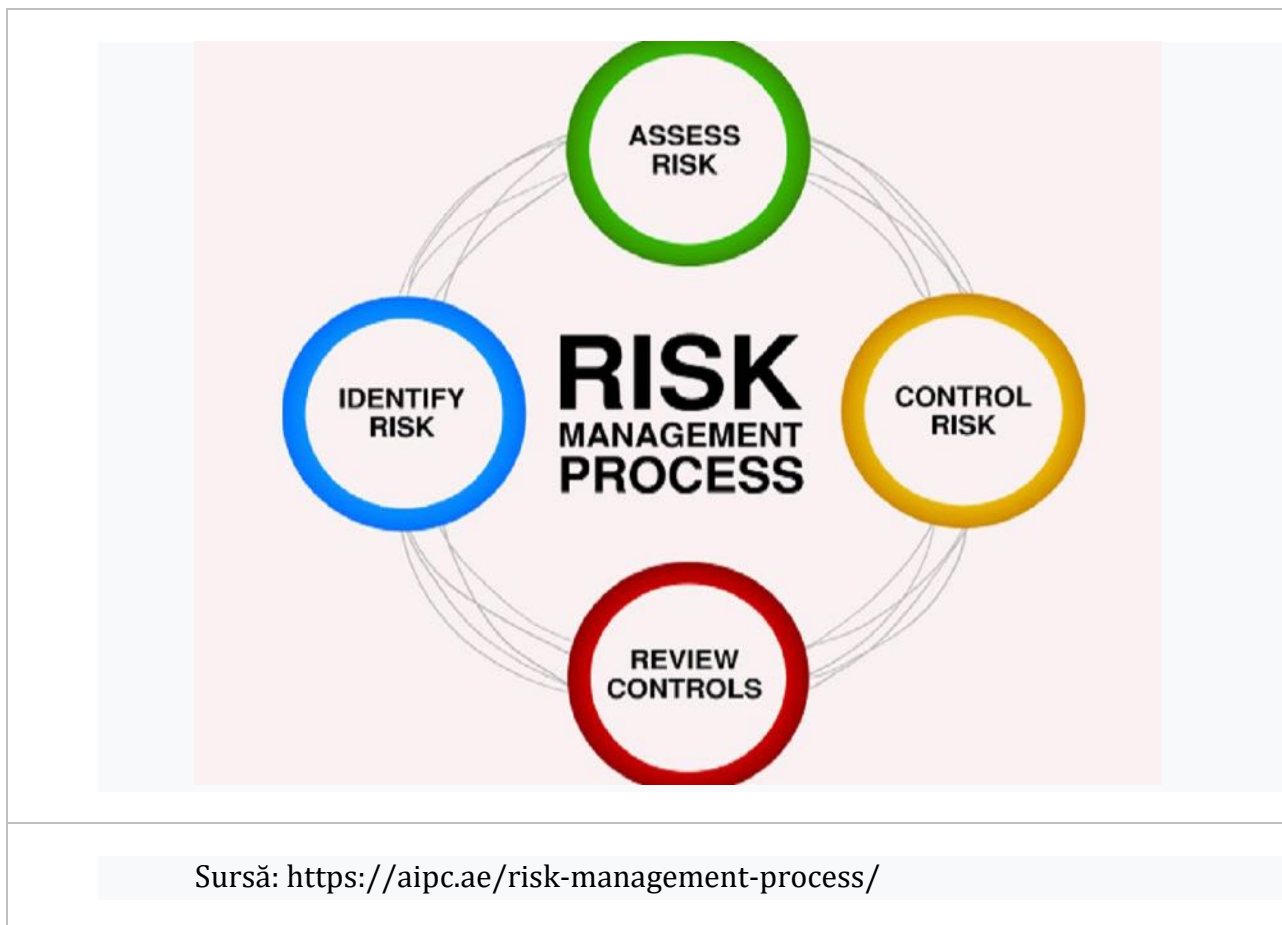 ASSESS
RISK
IDENTIFY
RISK
RISK
MANAGEMENT
PROCESS
CONTROL
RISK
REVIEW
CONTROLS
Sursă: https://aipc.ae/risk-management-process/